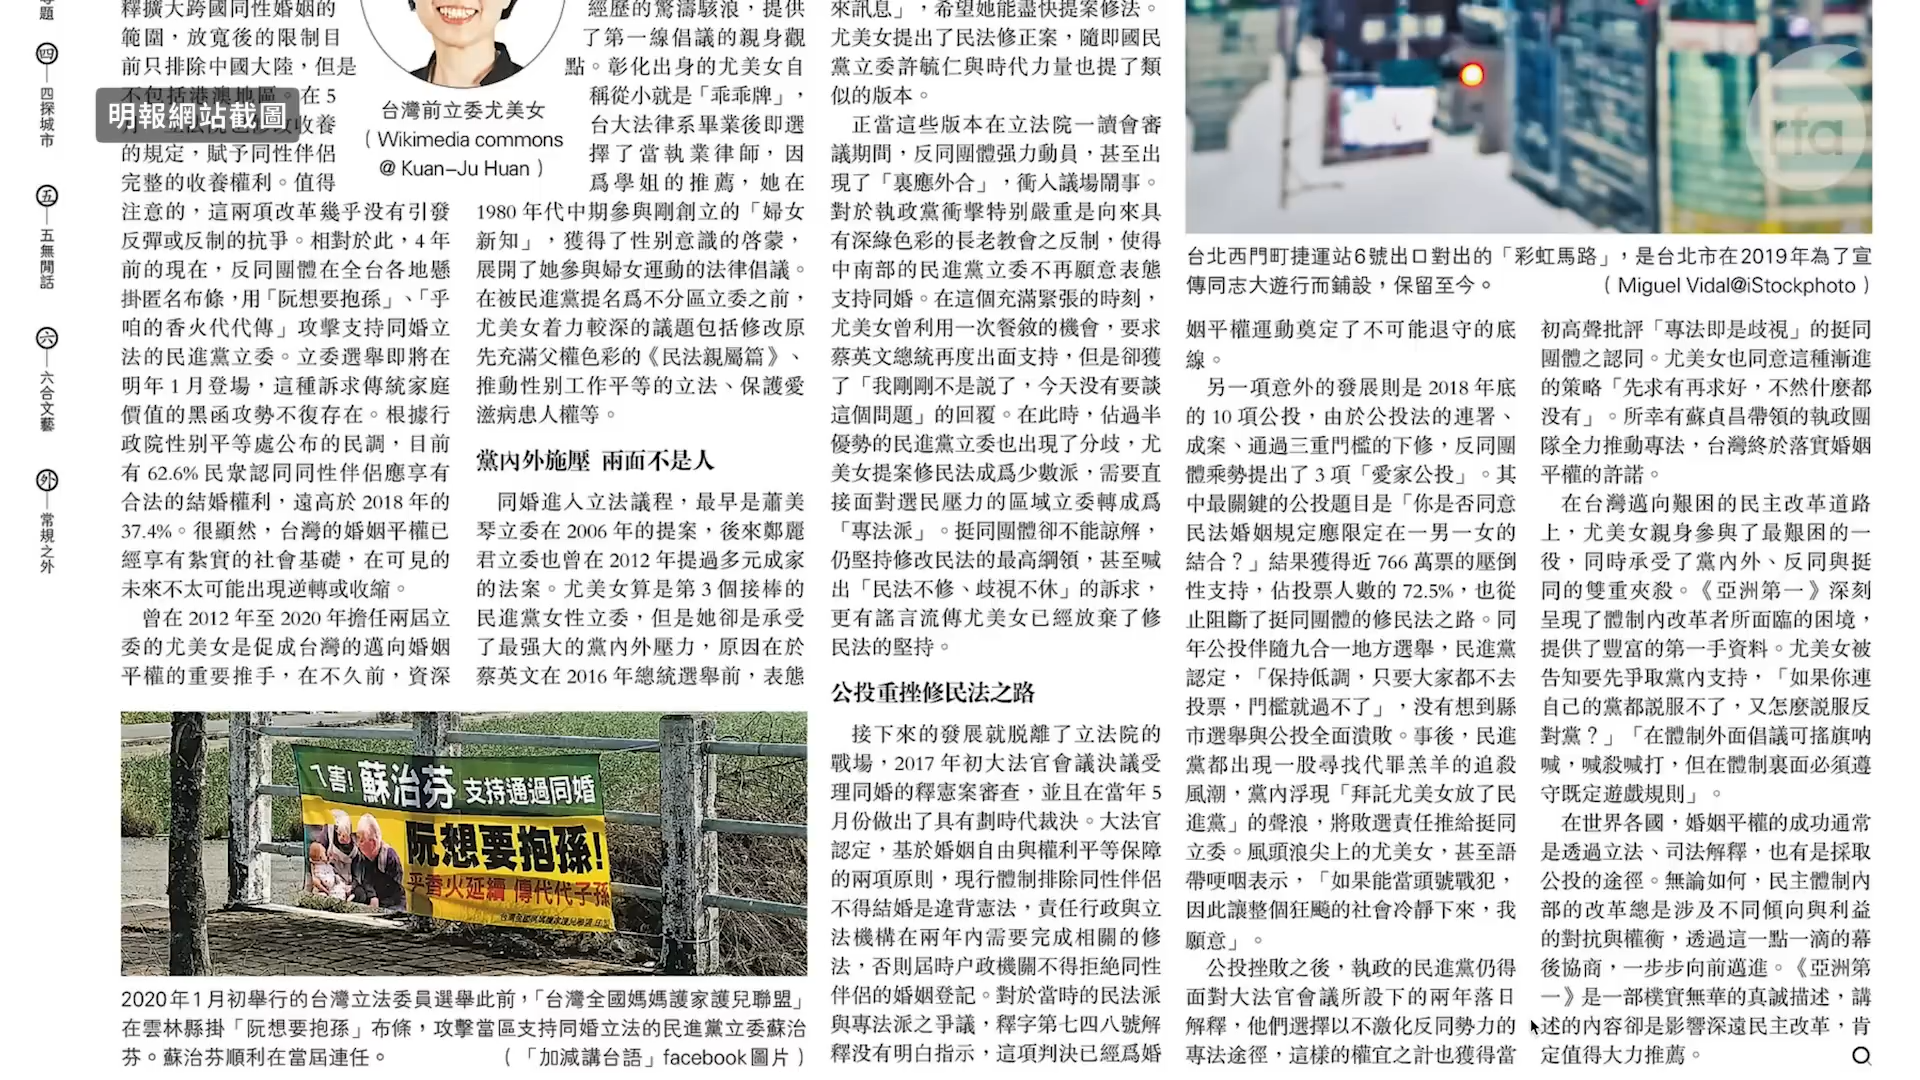 專題
四
四探城市
五
五無閒話
六
六合文藝
外
常規之外
明報網站截圖
釋擴大跨國同性婚姻的
範圍，放寬後的限制目
前只排除中國大陸，但是
不包括港澳地區。在 5
的規定，賦予同性伴侶
完整的收養權利。值得
注意的，這兩項改革幾乎沒有引發
反彈或反制的抗爭。相對於此，4 年
前的現在，反同團體在全台各地懸
掛匿名布條，用「阮想要抱孫」、「乎
咱的香火代代傳」攻擊支持同婚立
法的民進黨立委。立委選舉即將在
明年 1 月登場，這種訴求傳統家庭
價值的黑函攻勢不復存在。根據行
政院性別平等處公布的民調，目前
有 62.6% 民衆認同同性伴侶應享有
合法的結婚權利，遠高於 2018 年的
37.4%。很顯然，台灣的婚姻平權已
經享有紮實的社會基礎，在可見的
未來不太可能出現逆轉或收縮。
曾在 2012 年至 2020 年擔任兩屆立
委的尤美女是促成台灣的邁向婚姻
平權的重要推手，在不久前，資深
台灣前立委尤美女
（ Wikimedia commons
@ Kuan-Ju Huan ）
經歷的驚濤駭浪，提供
了第一線倡議的親身觀
點。彰化出身的尤美女自
稱從小就是「乖乖牌」，
台大法律系畢業後即選
擇了當執業律師，因
爲學姐的推薦，她在
1980 年代中期參與剛創立的「婦女
新知」，獲得了性別意識的啓蒙，
展開了她參與婦女運動的法律倡議。
在被民進黨提名爲不分區立委之前，
尤美女着力較深的議題包括修改原
先充滿父權色彩的《民法親屬篇》、
推動性別工作平等的立法、保護愛
滋病患人權等。
黨內外施壓 兩面不是人
同婚進入立法議程，最早是蕭美
琴立委在 2006 年的提案，後來鄭麗
君立委也曾在 2012 年提過多元成家
的法案。尤美女算是第 3 個接棒的
民進黨女性立委，但是她卻是承受
了最强大的黨內外壓力，原因在於
蔡英文在 2016 年總統選舉前，表態
ㄟ害! 蘇治芬 支持通過同婚
阮想要抱孫!
乎香火延續 傳代代子孫
2020年1月初舉行的台灣立法委員選舉此前，「台灣全國媽媽護家護兒聯盟」
在雲林縣掛「阮想要抱孫」布條，攻擊當區支持同婚立法的民進黨立委蘇治
芬。蘇治芬順利在當屆連任。 （「加減講台語」facebook圖片）
來訊息」，希望她能盡快提案修法。
尤美女提出了民法修正案，隨即國民
黨立委許毓仁與時代力量也提了類
似的版本。
正當這些版本在立法院一讀會審
議期間，反同團體强力動員，甚至出
現了「裏應外合」，衝入議場鬧事。
對於執政黨衝擊特別嚴重是向來具
有深綠色彩的長老教會之反制，使得
中南部的民進黨立委不再願意表態
支持同婚。在這個充滿緊張的時刻，
尤美女曾利用一次餐敘的機會，要求
蔡英文總統再度出面支持，但是卻獲
了「我剛剛不是說了，今天沒有要談
這個問題」的回覆。在此時，佔過半
優勢的民進黨立委也出現了分歧，尤
美女提案修民法成爲少數派，需要直
接面對選民壓力的區域立委轉成爲
「專法派」。挺同團體卻不能諒解，
仍堅持修改民法的最高綱領，甚至喊
出「民法不修、歧視不休」的訴求，
更有謠言流傳尤美女已經放棄了修
民法的堅持。
公投重挫修民法之路
接下來的發展就脫離了立法院的
戰場，2017 年初大法官會議決議受
理同婚的釋憲案審查，並且在當年 5
月份做出了具有劃時代裁決。大法官
認定，基於婚姻自由與權利平等保障
的兩項原則，現行體制排除同性伴侶
不得結婚是違背憲法，責任行政與立
法機構在兩年內需要完成相關的修
法，否則屆時户政機關不得拒絕同性
伴侶的婚姻登記。對於當時的民法派
與專法派之爭議，釋字第七四八號解
釋沒有明白指示，這項判決已經爲婚
rfa
台北西門町捷運站6號出口對出的「彩虹馬路」，是台北市在2019年為了宣
傳同志大遊行而鋪設，保留至今。 （ Miguel Vidal@iStockphoto ）
姻平權運動奠定了不可能退守的底
線。
另一項意外的發展則是 2018 年底
的 10 項公投，由於公投法的連署、
成案、通過三重門檻的下修，反同團
體乘勢提出了 3 項「愛家公投」。其
中最關鍵的公投題目是「你是否同意
民法婚姻規定應限定在一男一女的
結合？」結果獲得近 766 萬票的壓倒
性支持，佔投票人數的 72.5%，也從
止阻斷了挺同團體的修民法之路。同
年公投伴隨九合一地方選舉，民進黨
認定，「保持低調，只要大家都不去
投票，門檻就過不了」，沒有想到縣
市選舉與公投全面潰敗。事後，民進
黨都出現一股尋找代罪羔羊的追殺
風潮，黨內浮現「拜託尤美女放了民
進黨」的聲浪，將敗選責任推給挺同
立委。風頭浪尖上的尤美女，甚至語
帶哽咽表示，「如果能當頭號戰犯，
因此讓整個狂飈的社會冷靜下來，我
願意」。
公投挫敗之後，執政的民進黨仍得
面對大法官會議所設下的兩年落日
解釋，他們選擇以不激化反同勢力的
專法途徑，這樣的權宜之計也獲得當
初高聲批評「專法即是歧視」的挺同
團體之認同。尤美女也同意這種漸進
的策略「先求有再求好，不然什麼都
沒有」。所幸有蘇貞昌帶領的執政團
隊全力推動專法，台灣終於落實婚姻
平權的許諾。
在台灣邁向艱困的民主改革道路
上，尤美女親身參與了最艱困的一
役，同時承受了黨內外、反同與挺
同的雙重夾殺。《亞洲第一》深刻
呈現了體制內改革者所面臨的困境，
提供了豐富的第一手資料。尤美女被
告知要先爭取黨內支持，「如果你連
自己的黨都說服不了，又怎麼說服反
對黨？」「在體制外面倡議可搖旗吶
喊，喊殺喊打，但在體制裏面必須遵
守既定遊戲規則」。
在世界各國，婚姻平權的成功通常
是透過立法、司法解釋，也有是採取
公投的途徑。無論如何，民主體制內
部的改革總是涉及不同傾向與利益
的對抗與權衡，透過這一點一滴的幕
後協商，一步步向前邁進。《亞洲第
一》是一部樸實無華的真誠描述，講
述的內容卻是影響深遠民主改革，肯
定值得大力推薦。